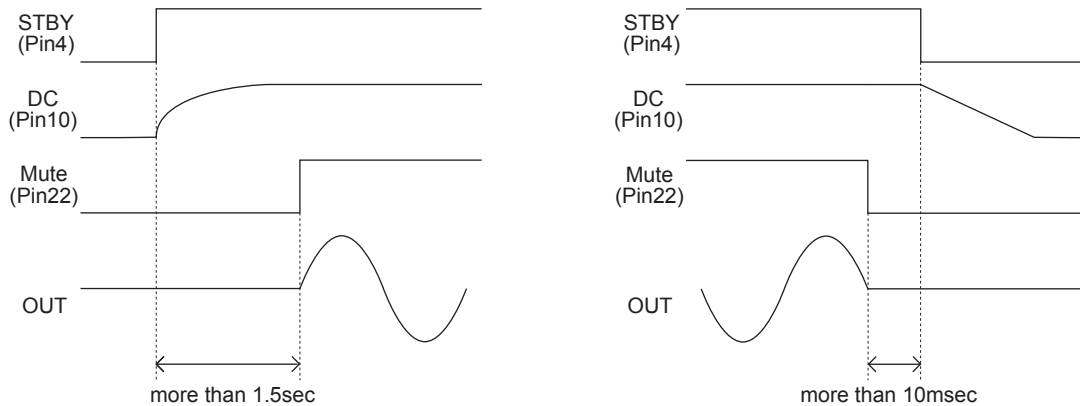 STBY
(Pin4)
DC
(Pin10)
Mute
(Pin22)
OUT
more than 1.5sec
STBY
(Pin4)
DC
(Pin10)
Mute
(Pin22)
OUT
more than 10msec